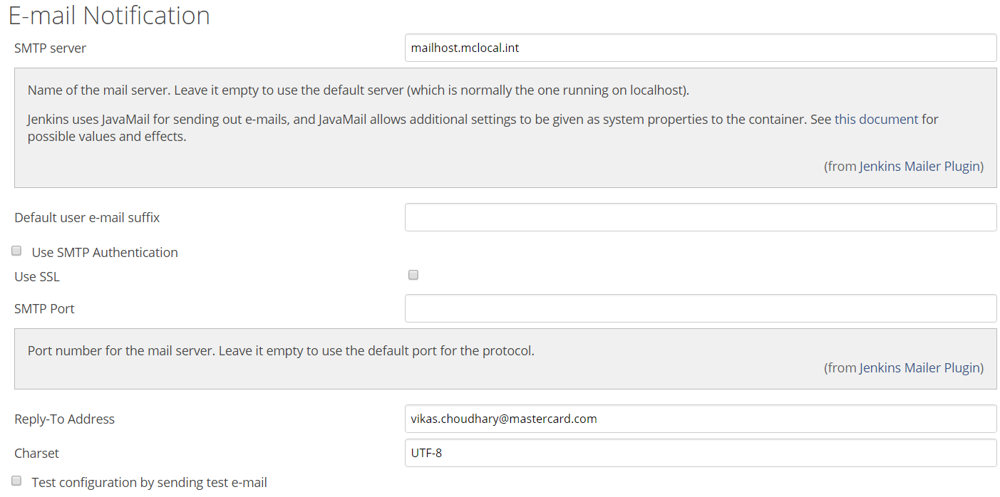 E-mail Notification
SMTP server
mailhost.mclocal.int
Name of the mail server. Leave it empty to use the default server (which is normally the one running on localhost).
Jenkins uses JavaMail for sending out e-mails, and JavaMail allows additional settings to be given as system properties to the container. See this document for
possible values and effects.
(from Jenkins Mailer Plugin)
Default user e-mail suffix
Use SMTP Authentication
Use SSL
SMTP Port
Port number for the mail server. Leave it empty to use the default port for the protocol.
(from Jenkins Mailer Plugin)
Reply-To Address
vikas.choudhary@mastercard.com
Charset
UTF-8
Test configuration by sending test e-mail